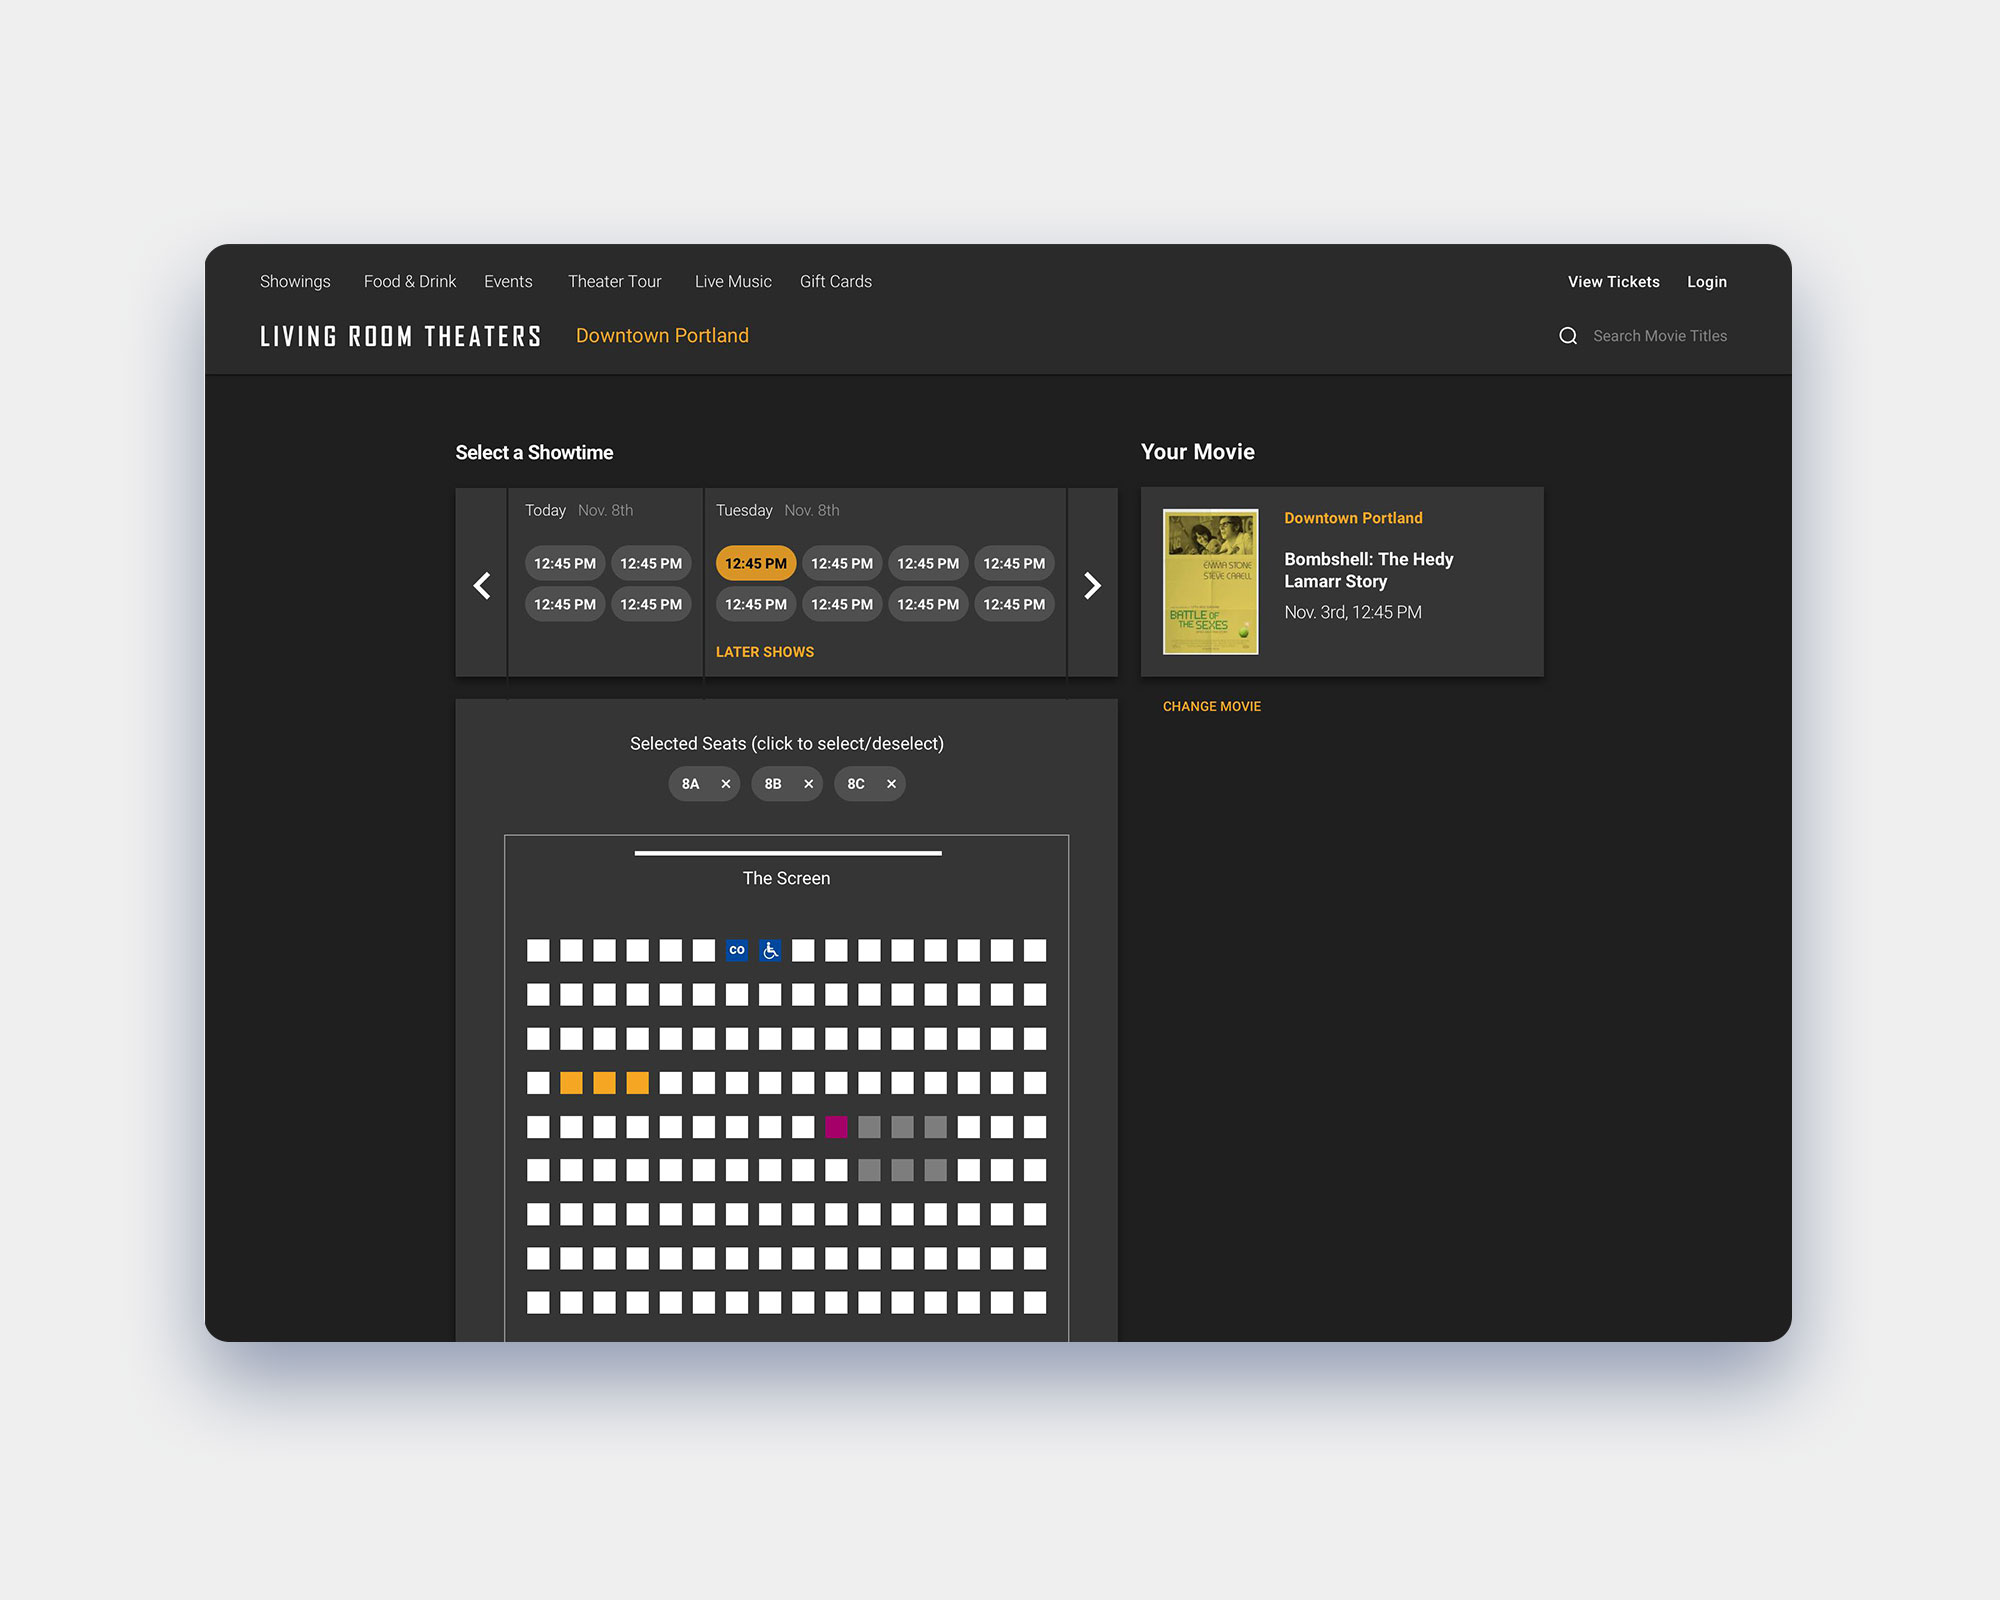 Showings Food & Drink Events Theater Tour Live Music Gift Cards View Tickets Login
LIVING ROOM THEATERS Downtown Portland Search Movie Titles
Select a Showtime
Today Nov. 8th Tuesday Nov. 8th
12:45 PM 12:45 PM 12:45 PM 12:45 PM 12:45 PM 12:45 PM
12:45 PM 12:45 PM 12:45 PM 12:45 PM 12:45 PM 12:45 PM
LATER SHOWS
Your Movie
EMMA STONE
STEVE CARELL
BATTLE OF
THE SEXES
Downtown Portland
Bombshell: The Hedy
Lamarr Story
Nov. 3rd, 12:45 PM
CHANGE MOVIE
Selected Seats (click to select/deselect)
8A × 8B × 8C ×
The Screen
CO